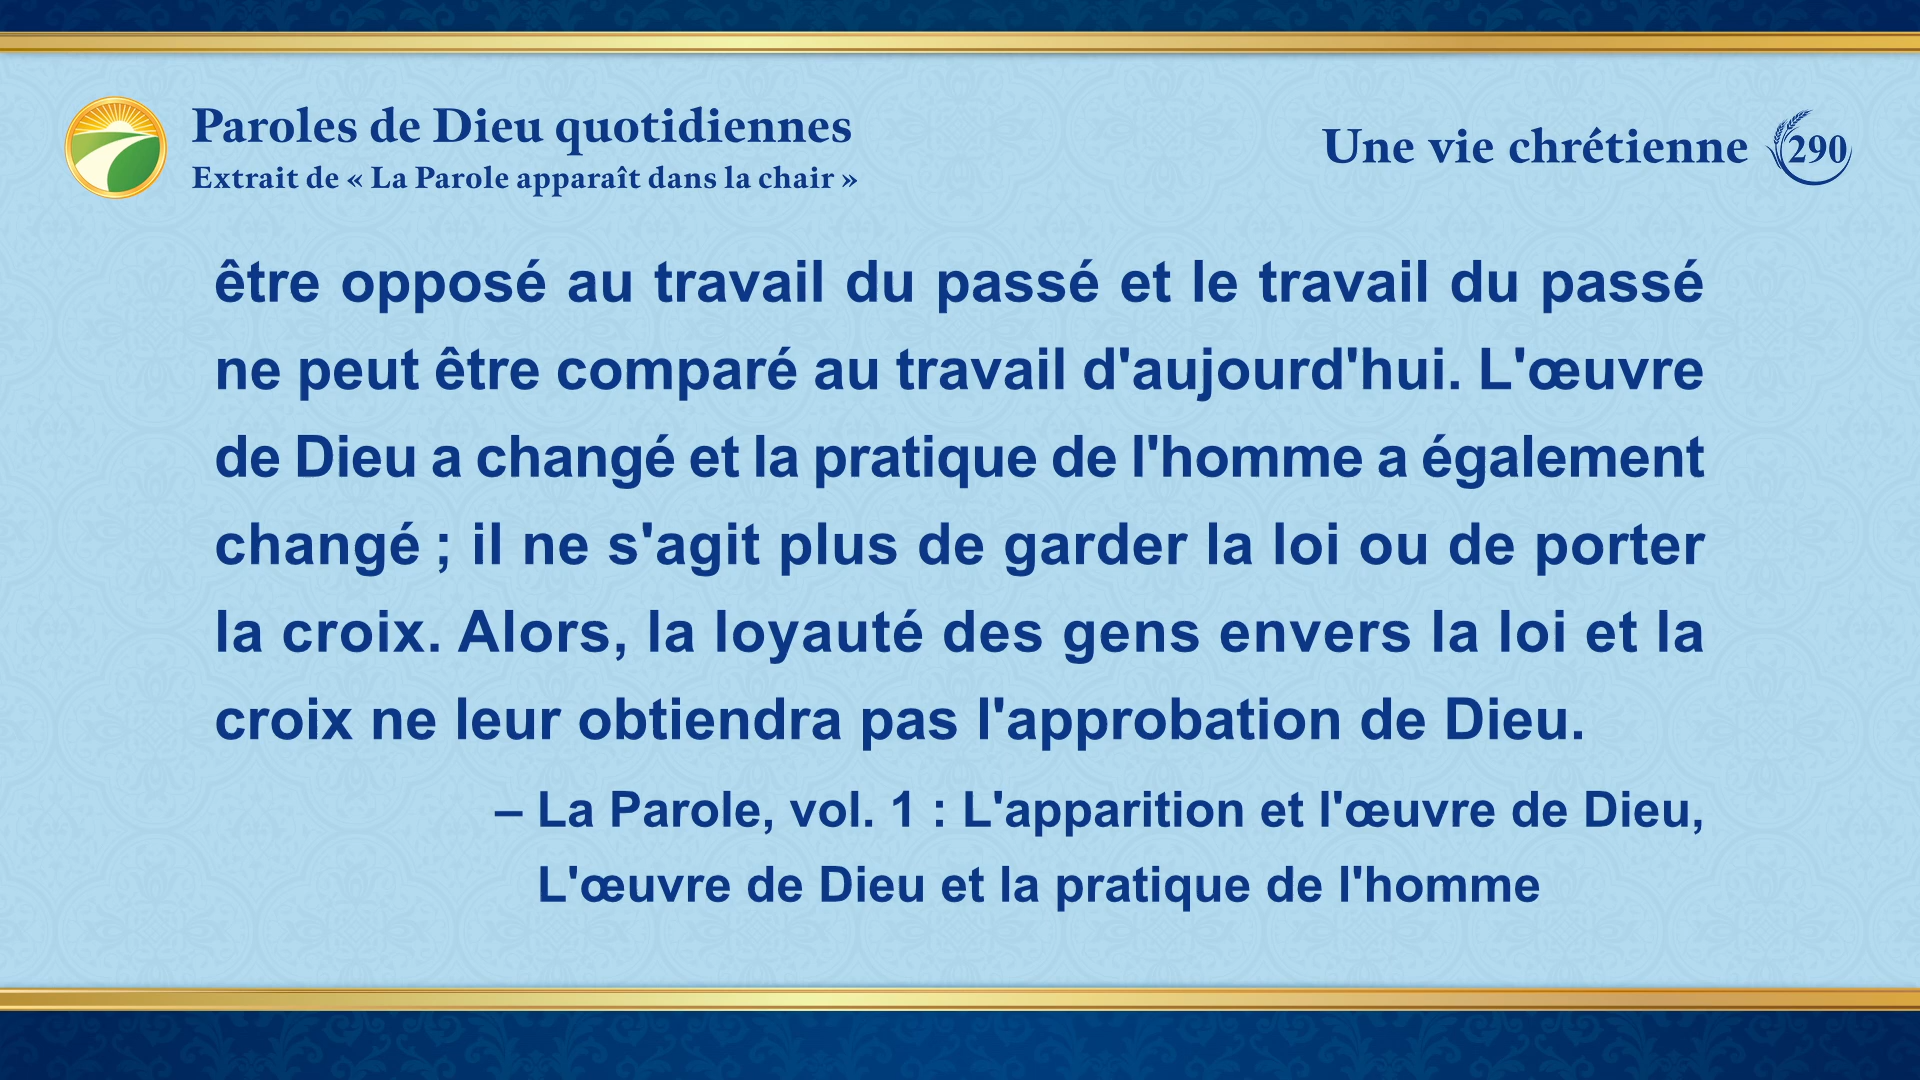 Paroles de Dieu quotidiennes
Extrait de « La Parole apparaît dans la chair »
Une vie chrétienne 290
être opposé au travail du passé et le travail du passé
ne peut être comparé au travail d'aujourd'hui. L'œuvre
de Dieu a changé et la pratique de l'homme a également
changé ; il ne s'agit plus de garder la loi ou de porter
la croix. Alors, la loyauté des gens envers la loi et la
croix ne leur obtiendra pas l'approbation de Dieu.
– La Parole, vol. 1 : L'apparition et l'œuvre de Dieu,
L'œuvre de Dieu et la pratique de l'homme